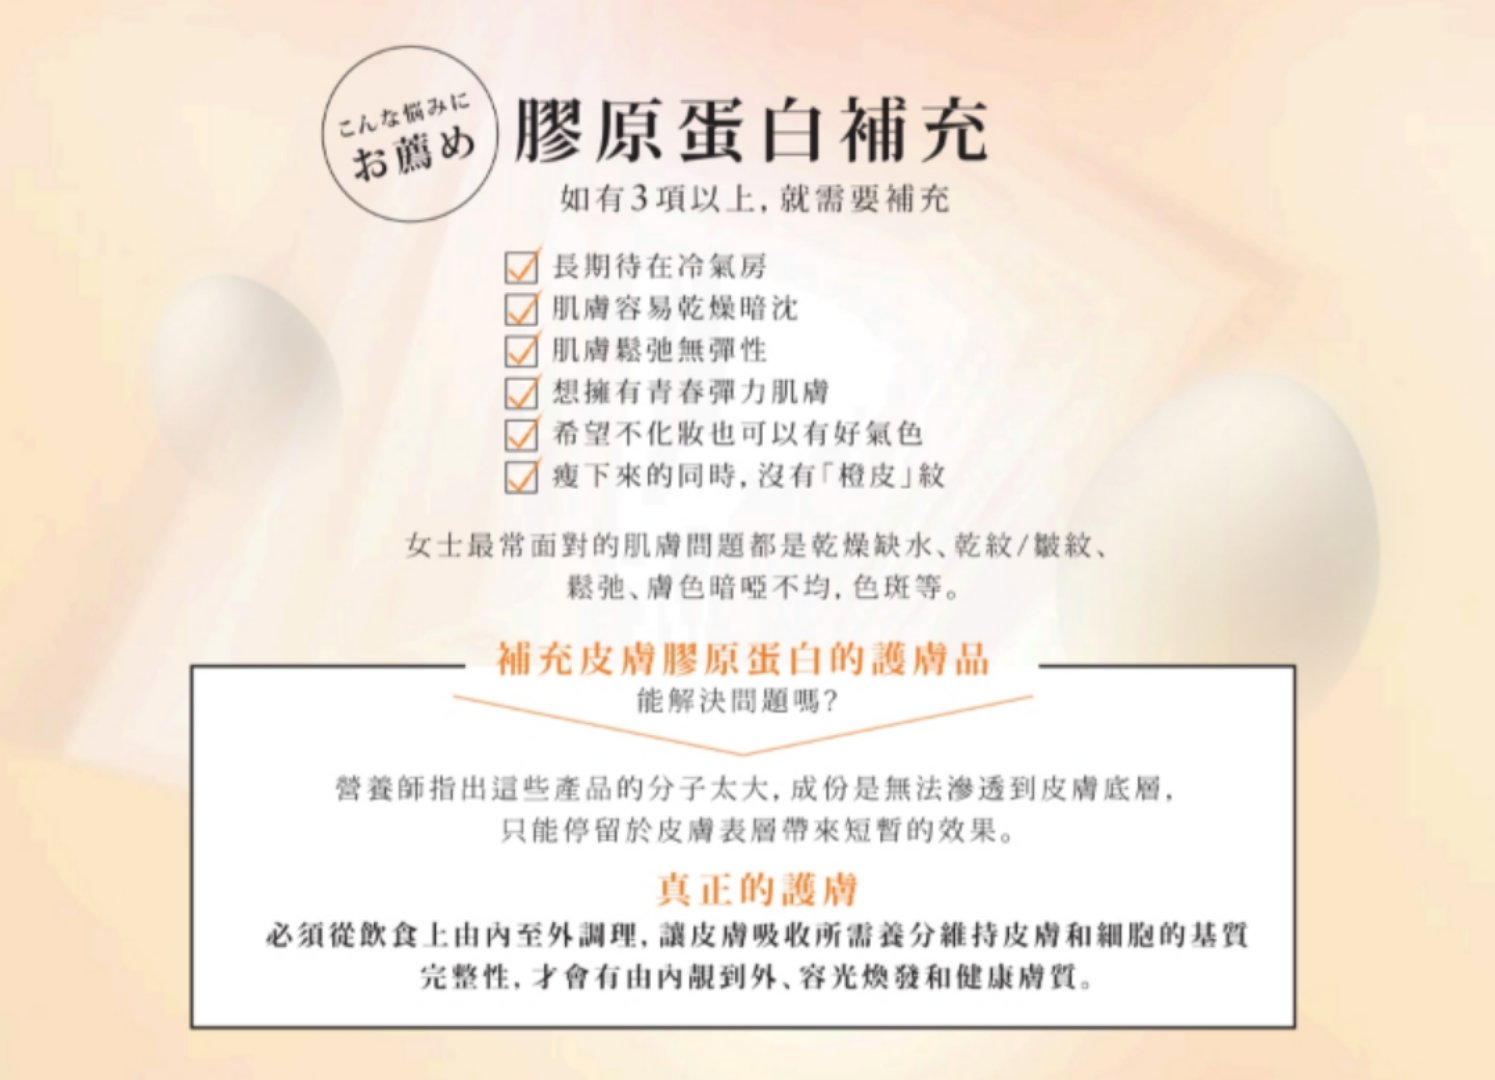 こんな悩みに
お薦め
膠原蛋白補充
如有3項以上，就需要補充
長期待在冷氣房
肌膚容易乾燥暗沈
肌膚鬆弛無彈性
想擁有青春彈力肌膚
希望不化妝也可以有好氣色
瘦下來的同時，沒有「橙皮」紋
女士最常面對的肌膚問題都是乾燥缺水、乾紋/皺紋、
鬆弛、膚色暗啞不均，色斑等。
補充皮膚膠原蛋白的護膚品
能解決問題嗎？
營養師指出這些產品的分子太大，成份是無法滲透到皮膚底層，
只能停留於皮膚表層帶來短暫的效果。
真正的護膚
必須從飲食上由內至外調理，讓皮膚吸收所需養分維持皮膚和細胞的基質
完整性，才會有由內靚到外、容光煥發和健康膚質。